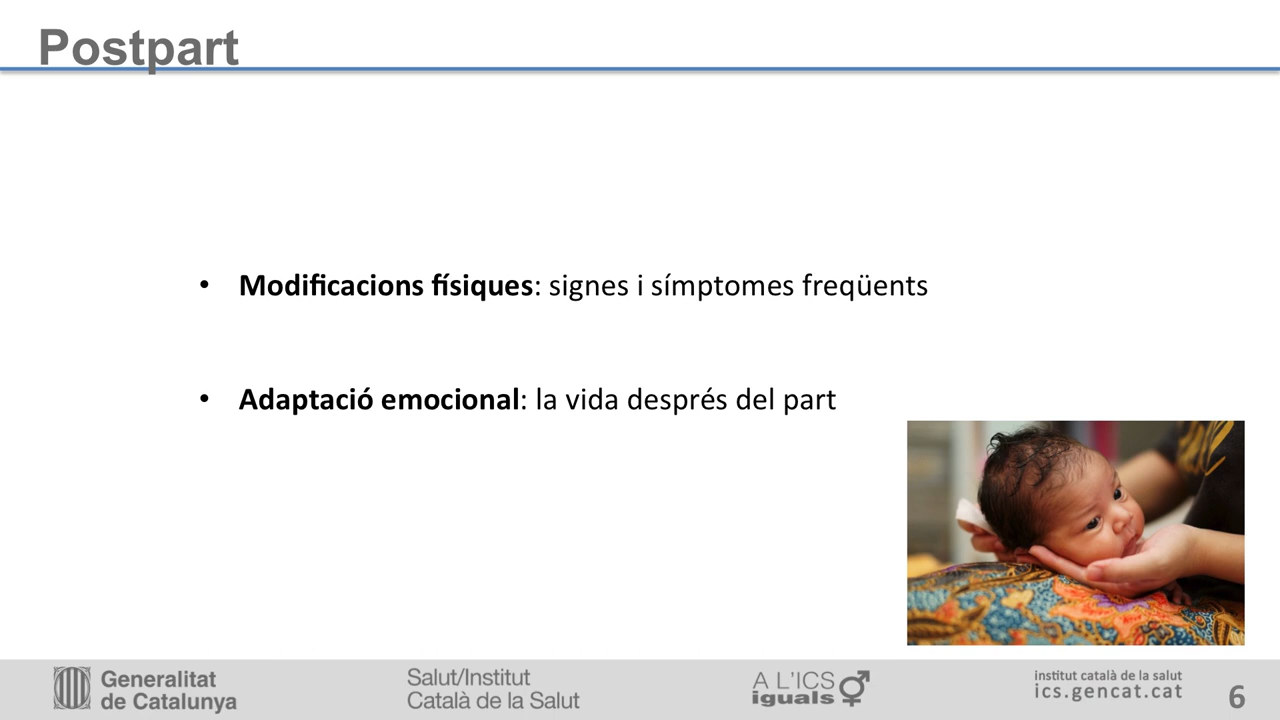 Postpart
• Modificacions físiques: signes i símptomes freqüents
• Adaptació emocional: la vida després del part
Generalitat
de Catalunya
Salut/Institut
Català de la Salut
A L'ICS
iguals
institut català de la salut
ics.gencat.cat
6